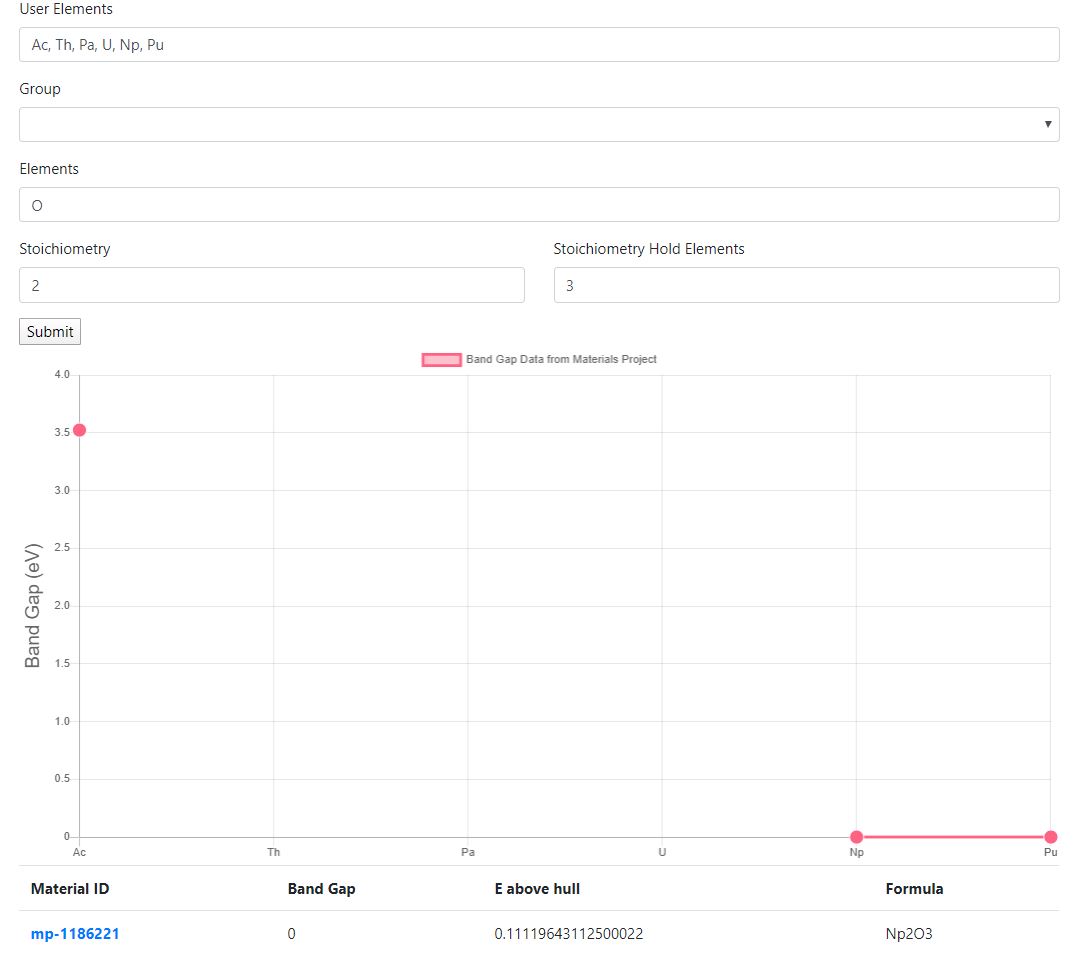 User Elements
Ac, Th, Pa, U, Np, Pu
Group
Elements
O
Stoichiometry Stoichiometry Hold Elements
2 3
Submit
Band Gap Data from Materials Project
4.0
3.5
3.0
2.5
2.0
1.5
1.0
0.5
0
Band Gap (eV)
Ac Th Pa U Np Pu
Material ID Band Gap E above hull Formula
mp-1186221 0 0.11119643112500022 Np2O3